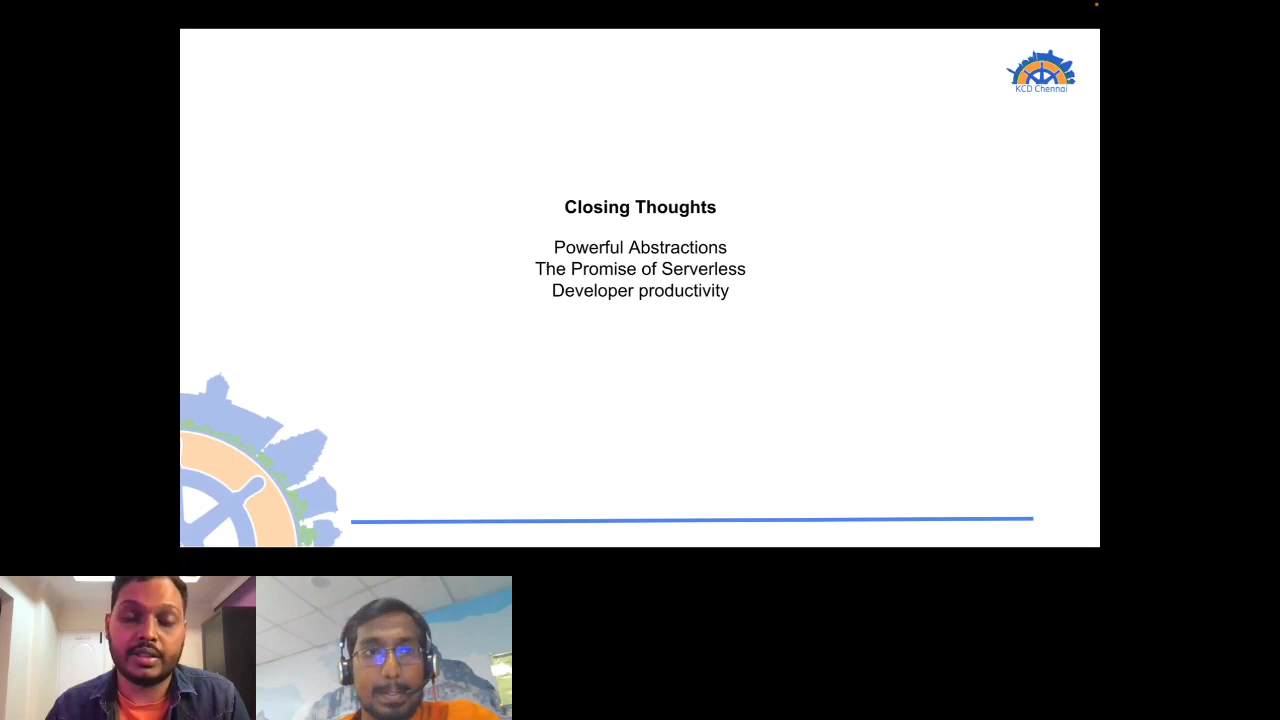 KCD Chennai
Closing Thoughts
Powerful Abstractions
The Promise of Serverless
Developer productivity